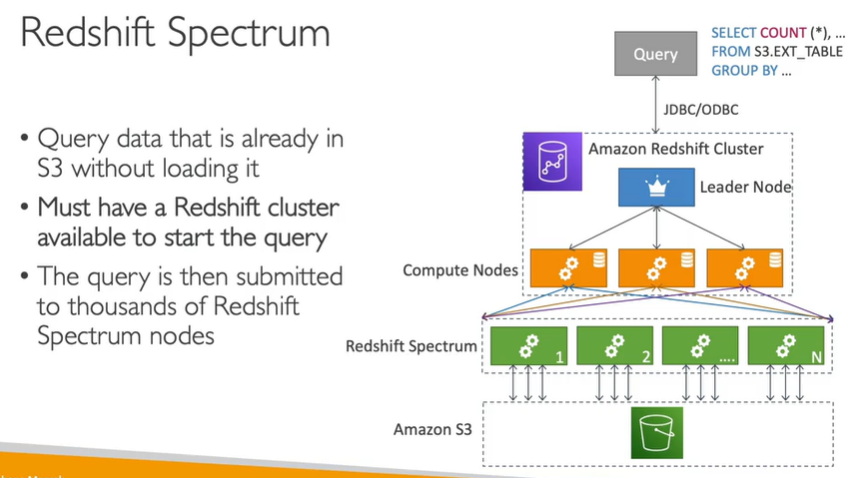 Redshift Spectrum
• Query data that is already in
S3 without loading it
• Must have a Redshift cluster
available to start the query
• The query is then submitted
to thousands of Redshift
Spectrum nodes
Query
SELECT COUNT (*), ...
FROM S3.EXT_TABLE
GROUP BY ...
JDBC/ODBC
Amazon Redshift Cluster
Leader Node
Compute Nodes
Redshift Spectrum
1
2
....
N
Amazon S3